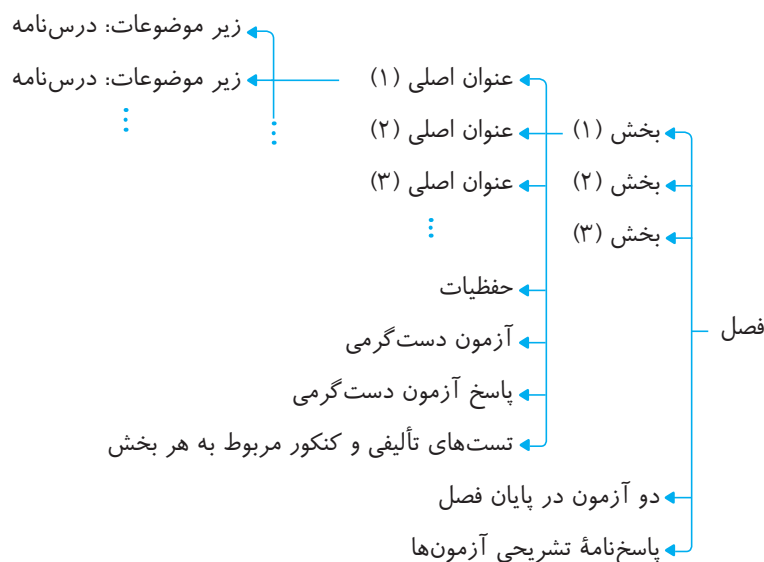 زیر موضوعات: درس‌نامه
عنوان اصلی (۱) زیر موضوعات: درس‌نامه
بخش (۱) عنوان اصلی (۲)
بخش (۲) عنوان اصلی (۳)
بخش (۳)
حفظیات
فصل
آزمون دست‌گرمی
پاسخ آزمون دست‌گرمی
تست‌های تألیفی و کنکور مربوط به هر بخش
دو آزمون در پایان فصل
پاسخ‌نامهٔ تشریحی آزمون‌ها